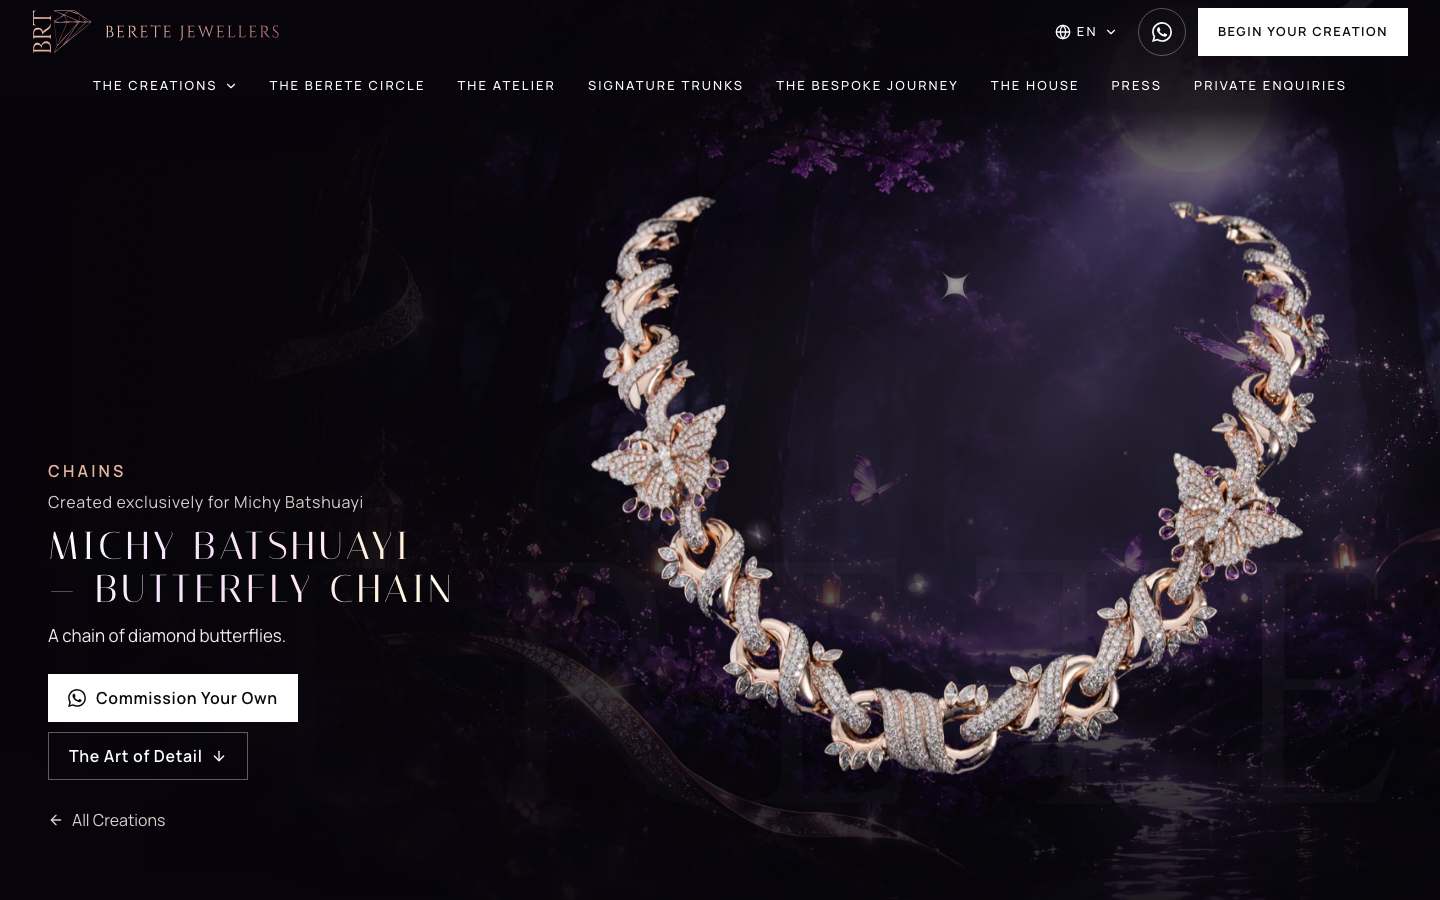 BRT BERETE JEWELLERS
EN
BEGIN YOUR CREATION
THE CREATIONS THE BERETE CIRCLE THE ATELIER SIGNATURE TRUNKS THE BESPOKE JOURNEY THE HOUSE PRESS PRIVATE ENQUIRIES
CHAINS
Created exclusively for Michy Batshuayi
MICHY BATSHUAYI
— BUTTERFLY CHAIN
A chain of diamond butterflies.
Commission Your Own
The Art of Detail ↓
← All Creations